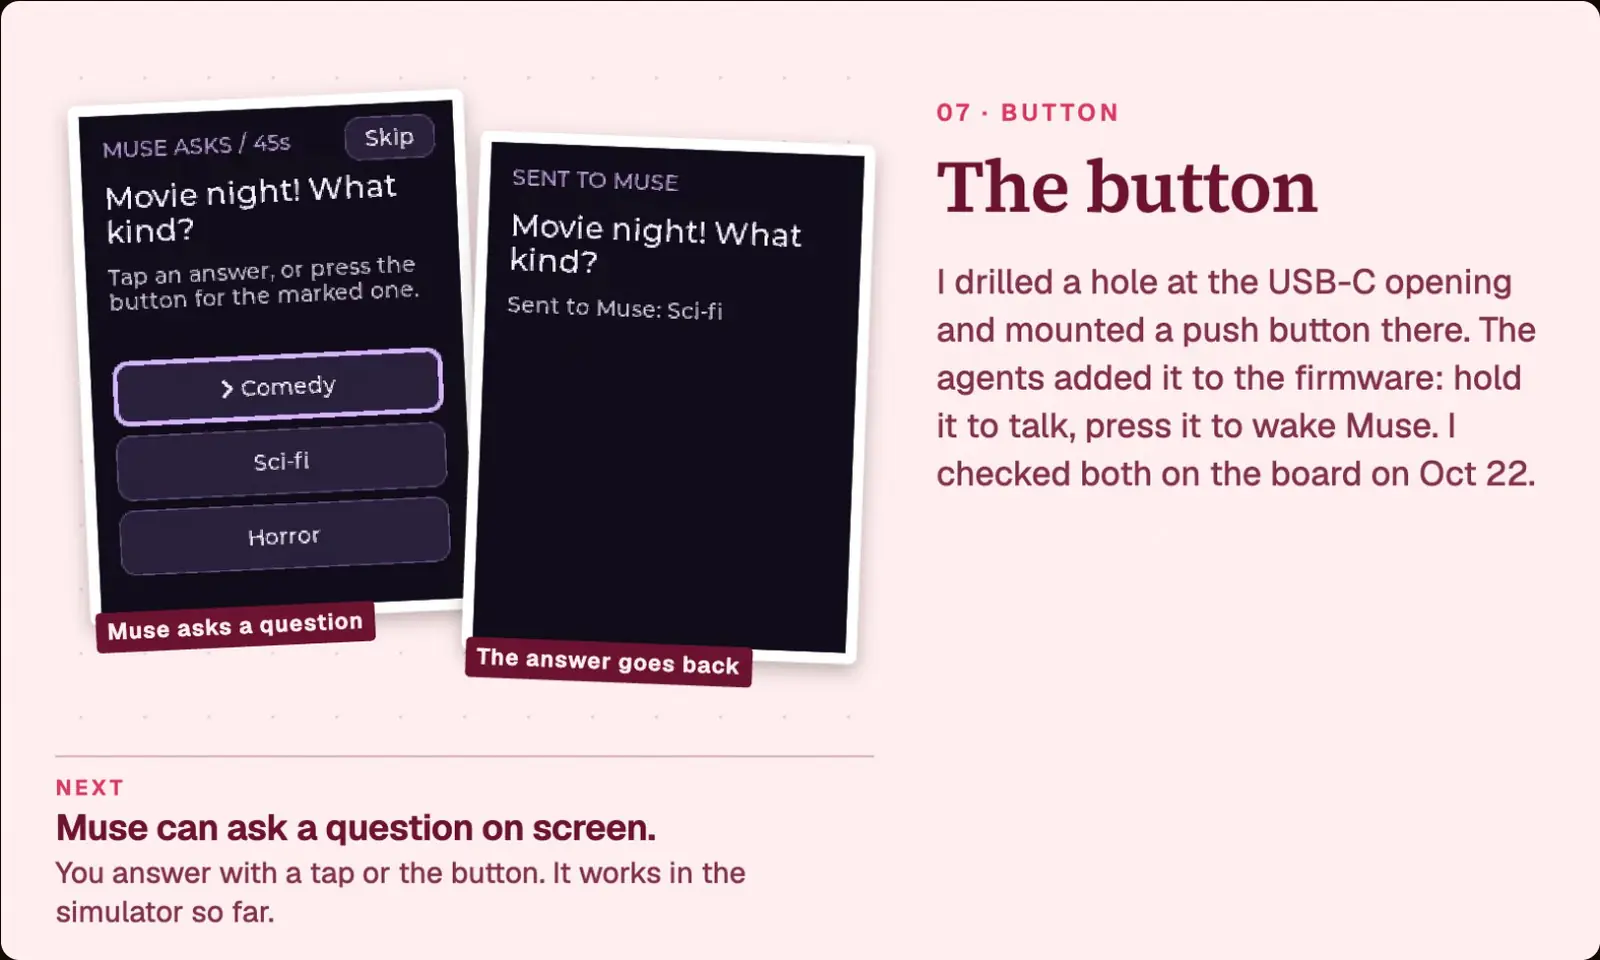 MUSE ASKS / 45s
Skip
Movie night! What
kind?
Tap an answer, or press the
button for the marked one.
> Comedy
Sci-fi
Horror
Muse asks a question
SENT TO MUSE
Movie night! What
kind?
Sent to Muse: Sci-fi
The answer goes back
NEXT
Muse can ask a question on screen.
You answer with a tap or the button. It works in the
simulator so far.
07 · BUTTON
The button
I drilled a hole at the USB-C opening
and mounted a push button there. The
agents added it to the firmware: hold
it to talk, press it to wake Muse. I
checked both on the board on Oct 22.